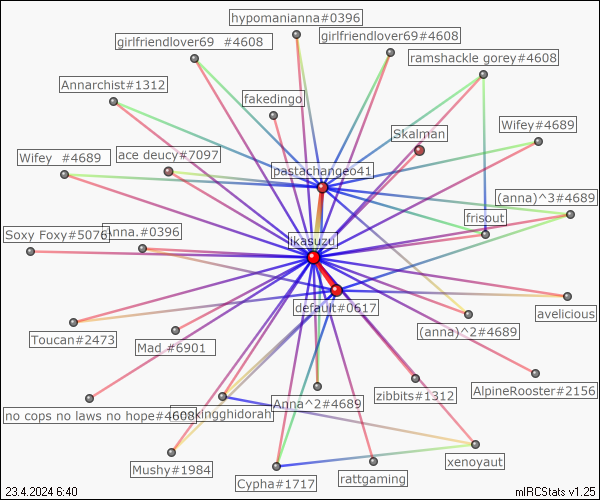 hypomanianna#0396
girlfriendlover69 #4608
girlfriendlover69#4608
ramshackle gorey#4608
Annarchist#1312
fakedingo
Skalman
Wifey#4689
Wifey #4689
ace deucy#7097
pastachange041
(anna)^3#4689
frisout
Soxy Foxy#5076
Anna.#0396
ikasuzu
default#0617
avelicious
Toucan#2473
Mad #6901
(anna)^2#4689
AlpineRooster#2156
zibbits#1312
no cops no laws no hope#4608
kingghidorah
Anna^2#4689
Mushy#1984
Cypha#1717
rattgaming
xenoyaut
23.4.2024 6:40
mIRCStats v1.25